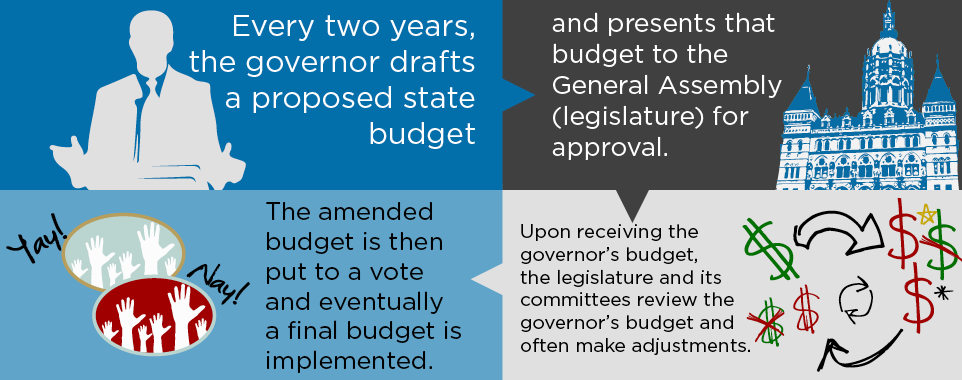 Every two years,
the governor drafts
a proposed state
budget
and presents that
budget to the
General Assembly
(legislature) for
approval.
Upon receiving the
governor's budget,
the legislature and its
committees review the
governor's budget and
often make adjustments.
$ $ $
$ $ $ *
Yay!
Nay!
The amended
budget is then
put to a vote
and eventually
a final budget is
implemented.